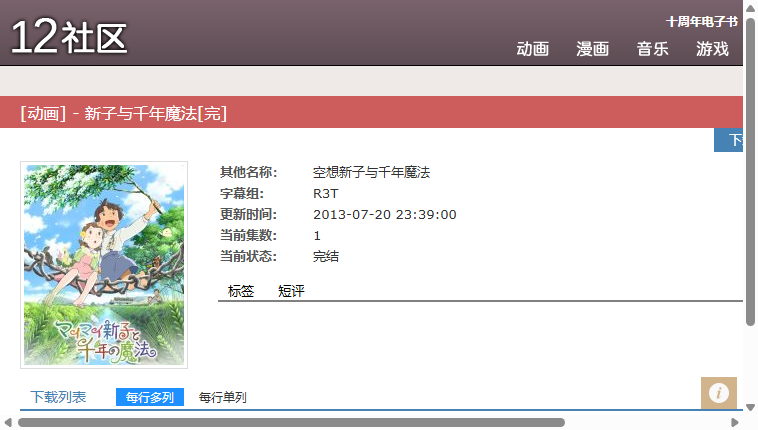 12社区
十周年电子书
动画 漫画 音乐 游戏
[动画] - 新子与千年魔法[完]
其他名称: 空想新子与千年魔法
字幕组: R3T
更新时间: 2013-07-20 23:39:00
当前集数: 1
当前状态: 完结
标签 短评
マイマイ新子と
千年の魔法
下载列表 每行多列 每行单列